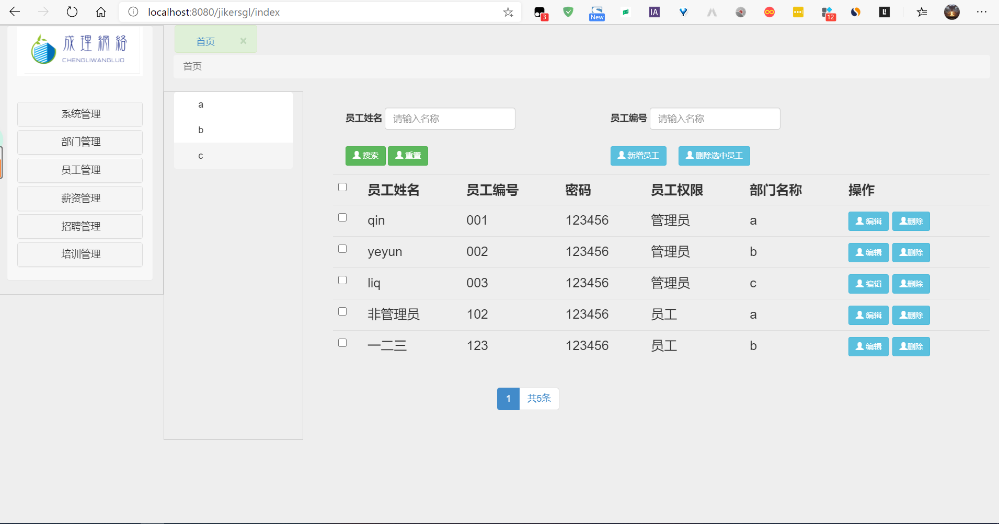 localhost:8080/jikersgl/index
3
New
IA
12
成理網絡
CHENGLIWANGLUO
首页 ×
首页
系统管理
部门管理
员工管理
薪资管理
招聘管理
培训管理
a
b
c
员工姓名 请输入名称 员工编号 请输入名称
搜索 重置 新增员工 删除选中员工
员工姓名 员工编号 密码 员工权限 部门名称 操作
qin 001 123456 管理员 a 编辑 删除
yeyun 002 123456 管理员 b 编辑 删除
liq 003 123456 管理员 c 编辑 删除
非管理员 102 123456 员工 a 编辑 删除
一二三 123 123456 员工 b 编辑 删除
1 共5条